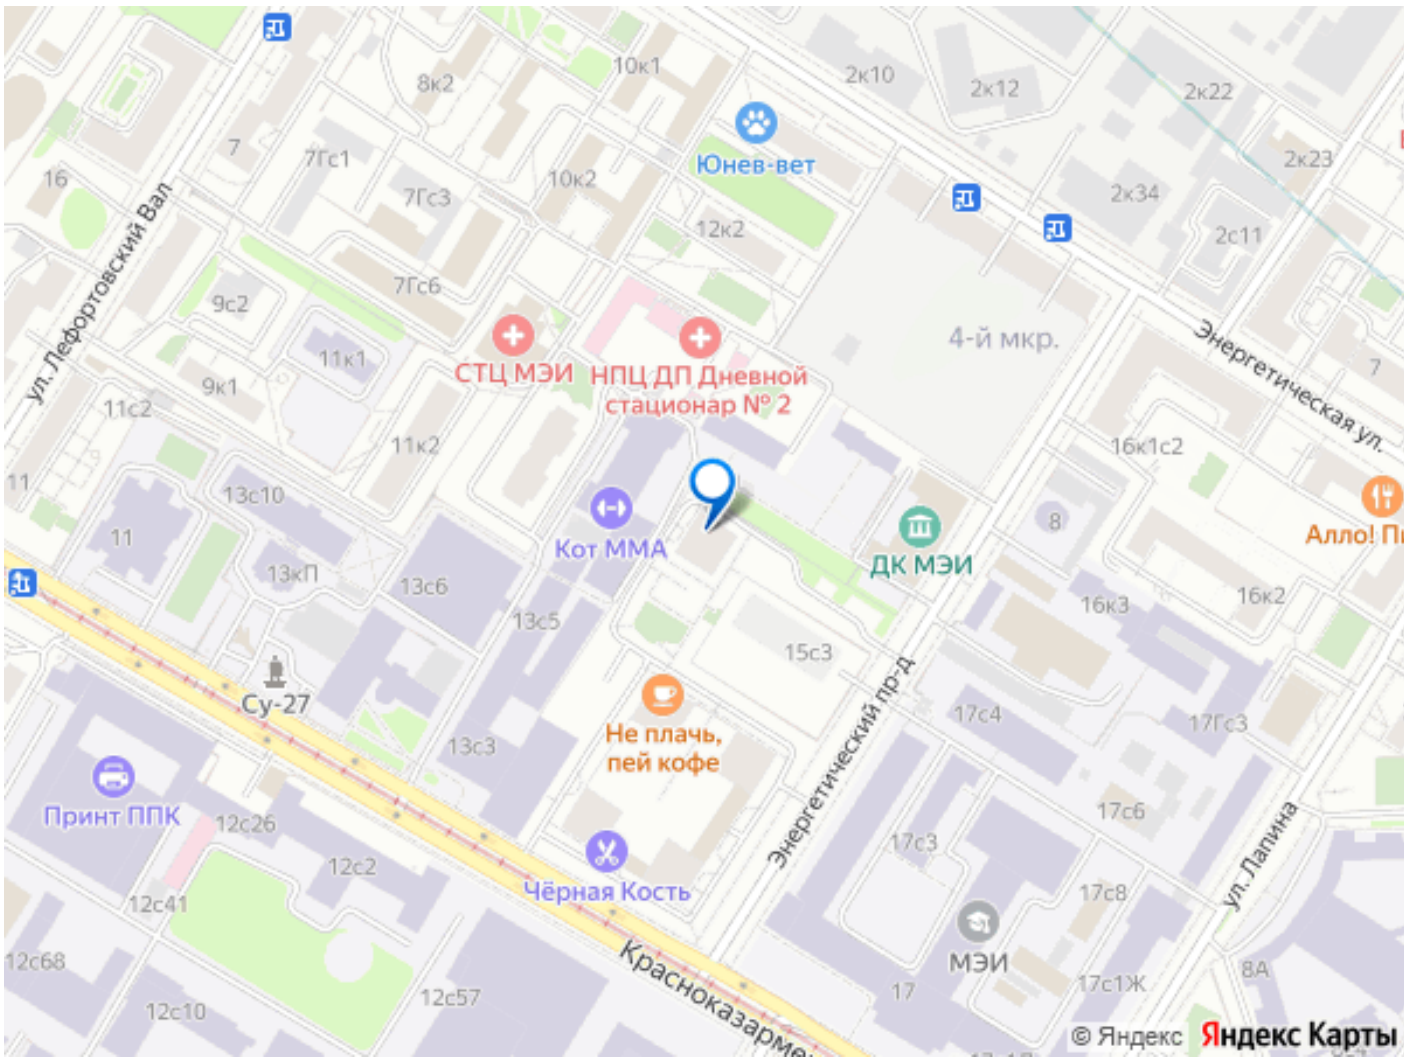 10к1
8к2
2к10
2к12
2к22
7
7Гс1
Юнев-вет
2к23
16
7Гс3
10к2
2к34
12к2
2с11
ул. Лефортовский Вал
7Гс6
9с2
4-й мкр.
Энергетическая ул.
11к1
СТЦ МЭИ
НПЦ ДП Дневной
стационар № 2
7
9к1
11с2
11к2
16к1с2
11
13с10
8
Алло! Пи
11
Кот ММА
ДК МЭИ
13кП
13с6
16к3
16к2
13с5
15с3
Су-27
Энергетический пр-д
17с4
17Гс3
Не плачь,
пей кофе
13с3
Принт ППК
12с26
17с6
17с3
ул. Лапина
12с2
Чёрная Кость
17с8
12с41
МЭИ
12с68
Красноказарме
8А
17с1Ж
12с57
17
12с10
© Яндекс Яндекс Карты